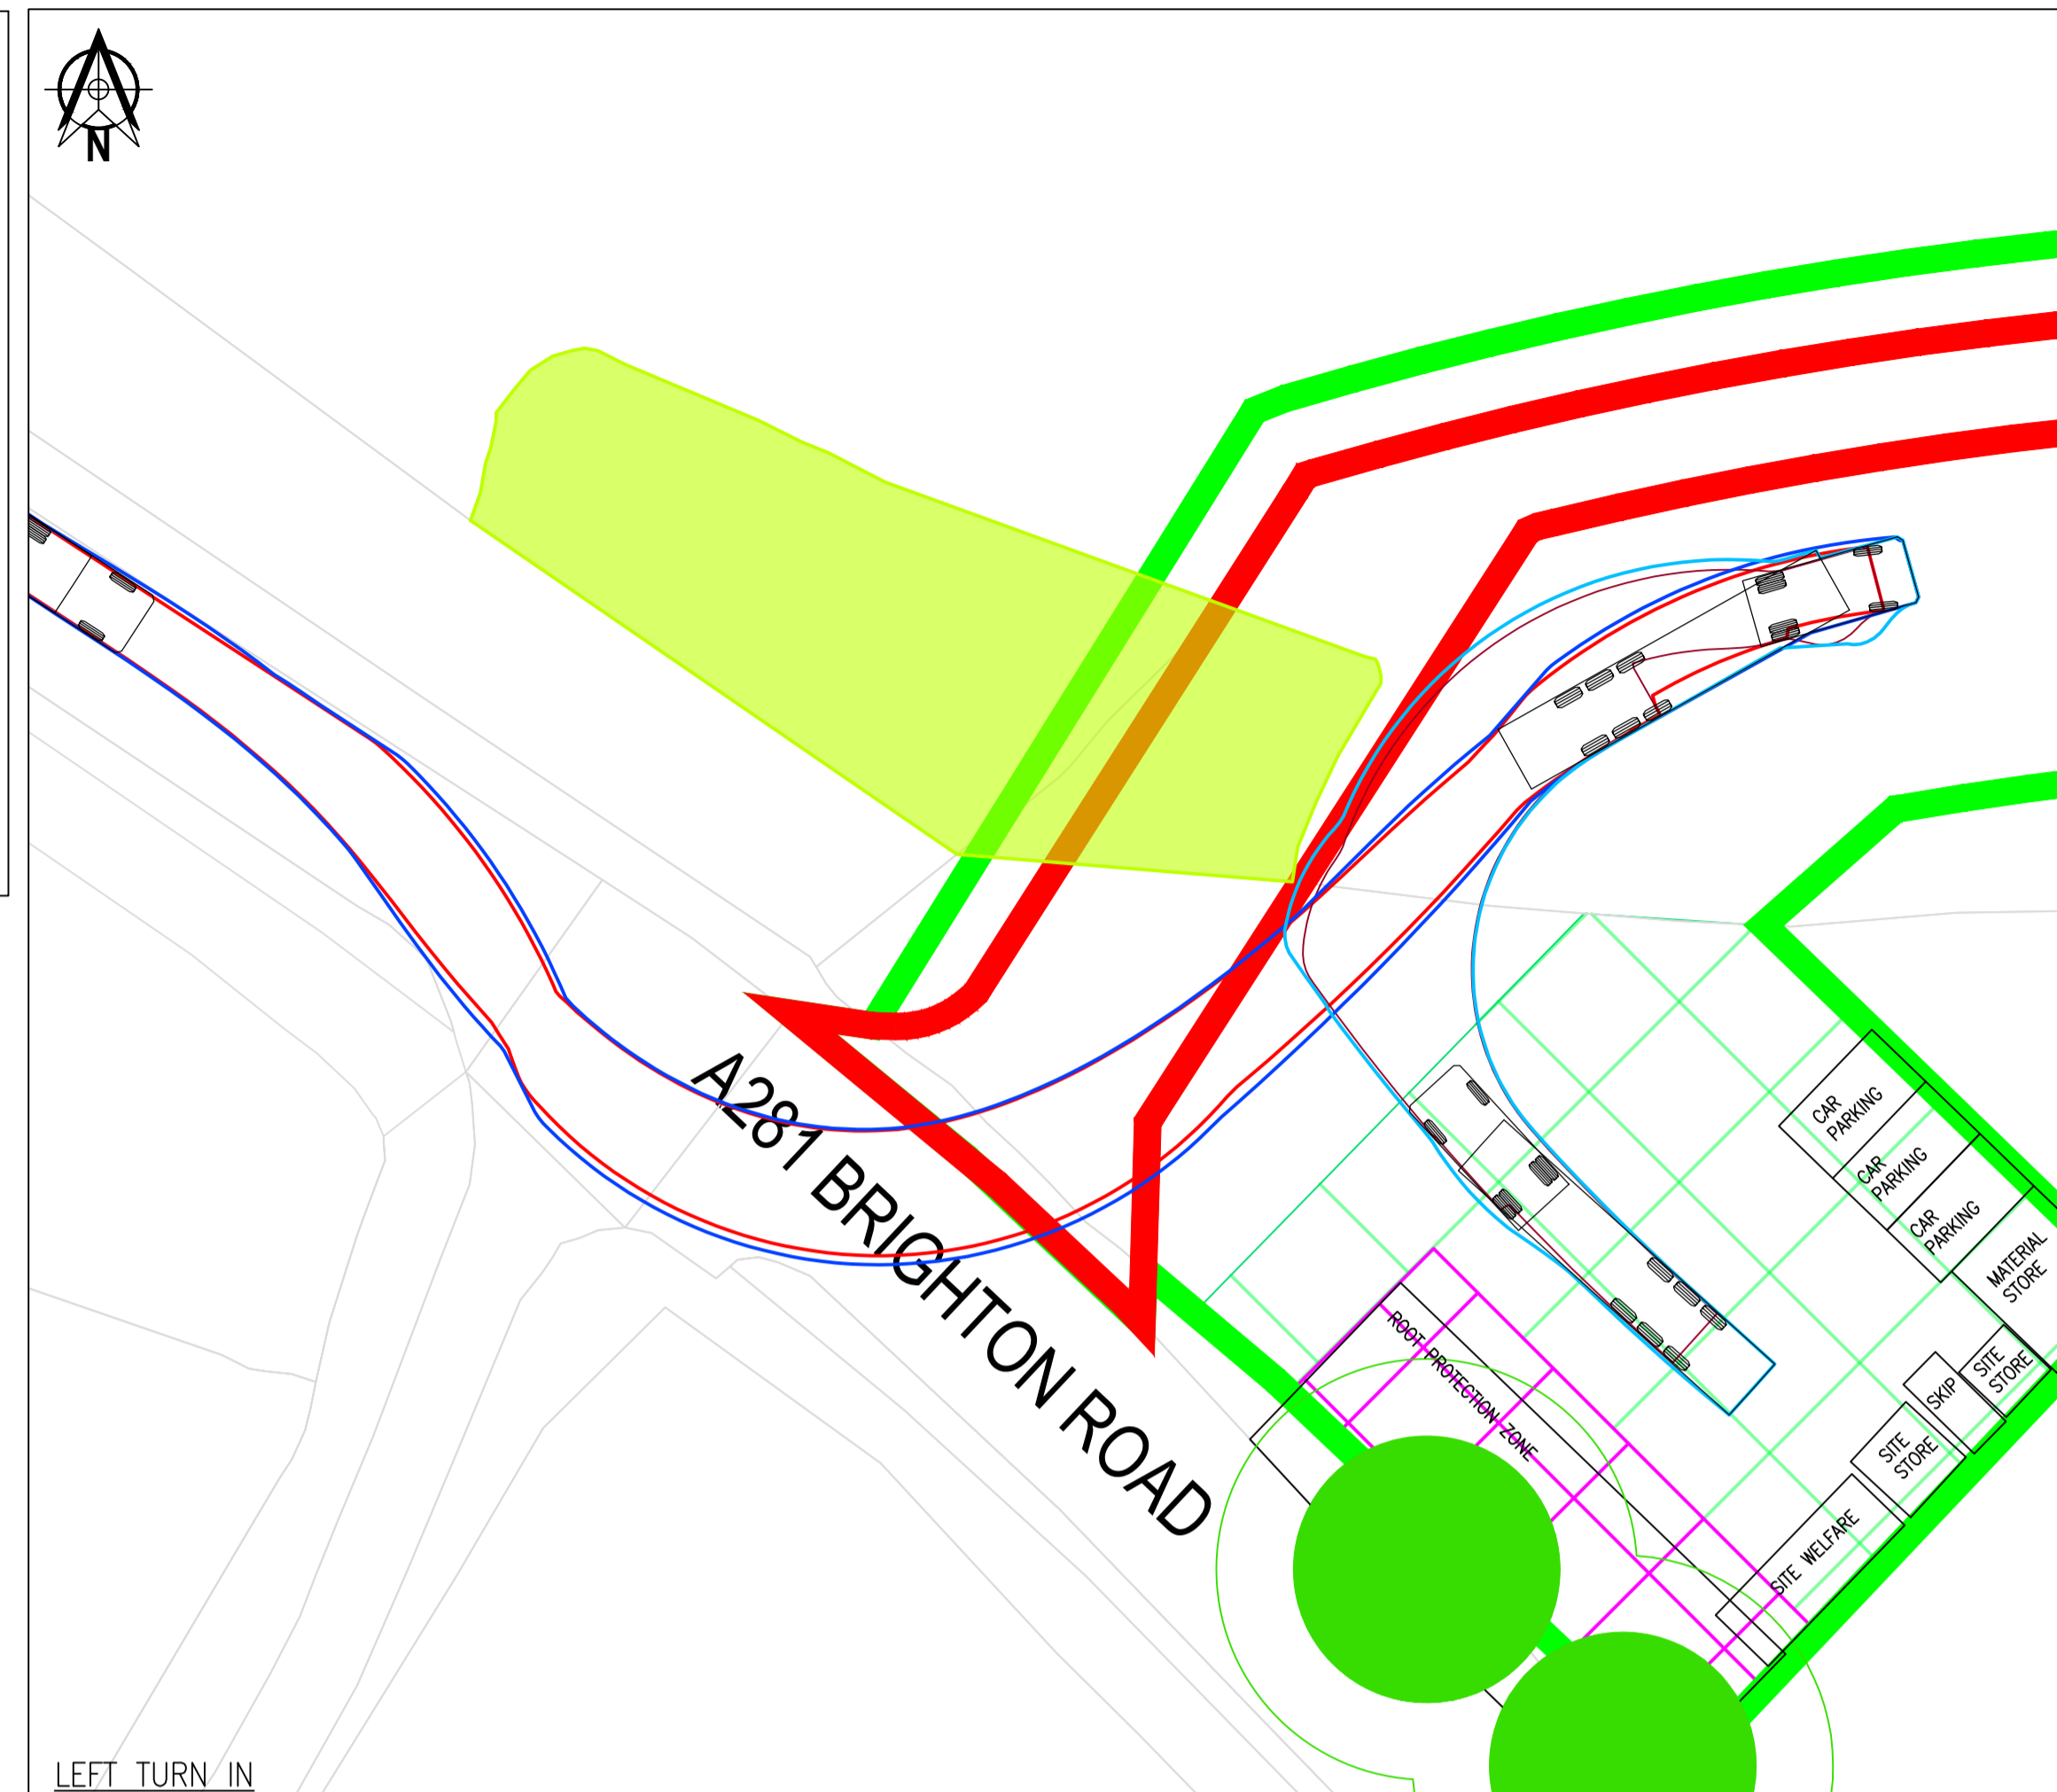 N
A281 BRIGHTON ROAD
CAR
PARKING
CAR
PARKING
CAR
PARKING
MATERIAL
STORE
SITE
STORE
SKIP
SITE
STORE
SITE WELFARE
ROOT PROTECTION ZONE
LEFT TURN IN